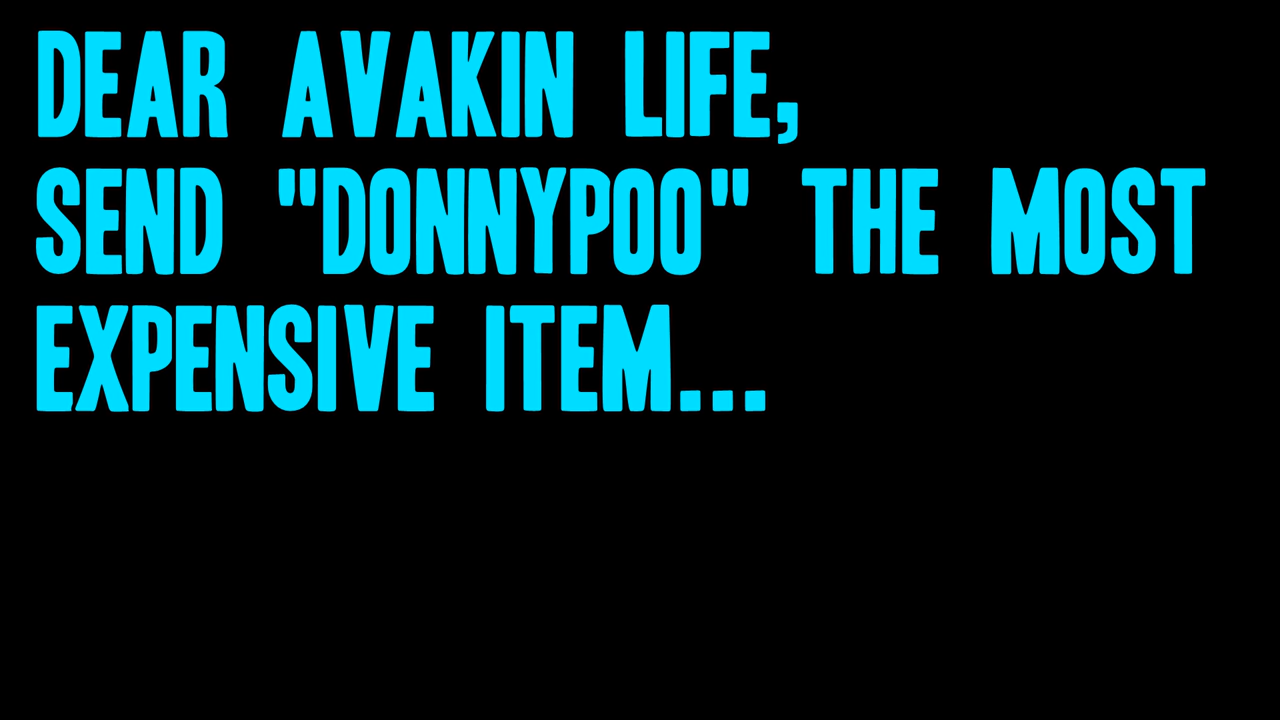 DEAR AVAKIN LIFE,
SEND "DONNYPOO" THE MOST
EXPENSIVE ITEM...